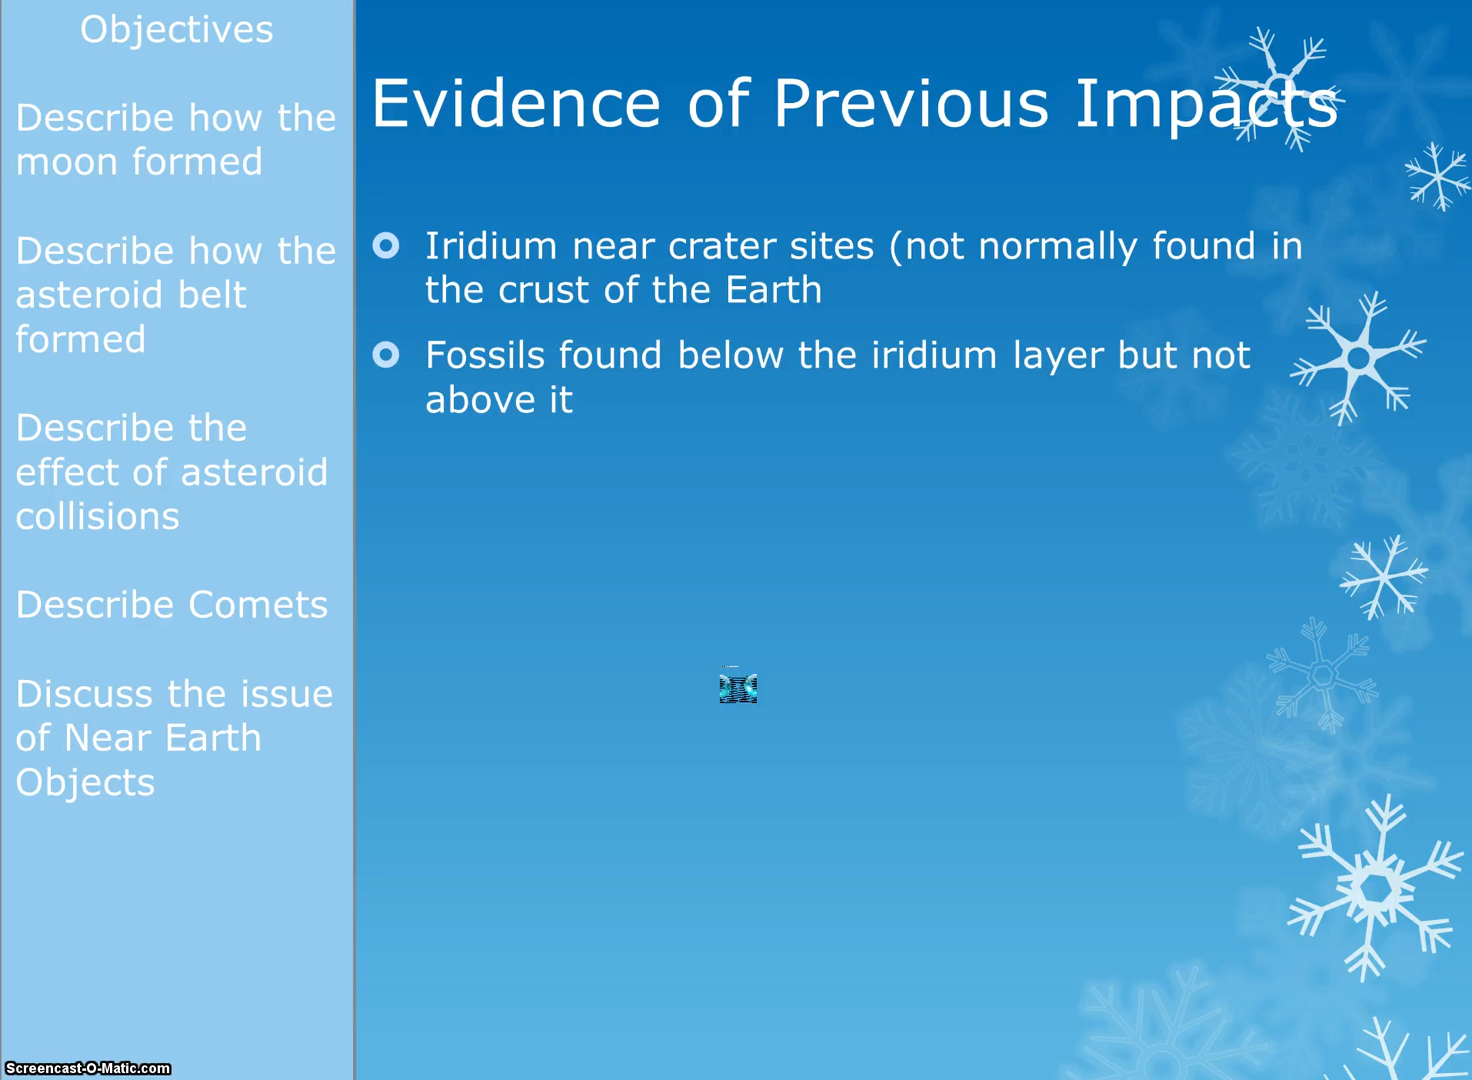 Objectives
Describe how the
moon formed
Describe how the
asteroid belt
formed
Describe the
effect of asteroid
collisions
Describe Comets
Discuss the issue
of Near Earth
Objects
Evidence of Previous Impacts
Iridium near crater sites (not normally found in
the crust of the Earth
Fossils found below the iridium layer but not
above it
Screencast-O-Matic.com